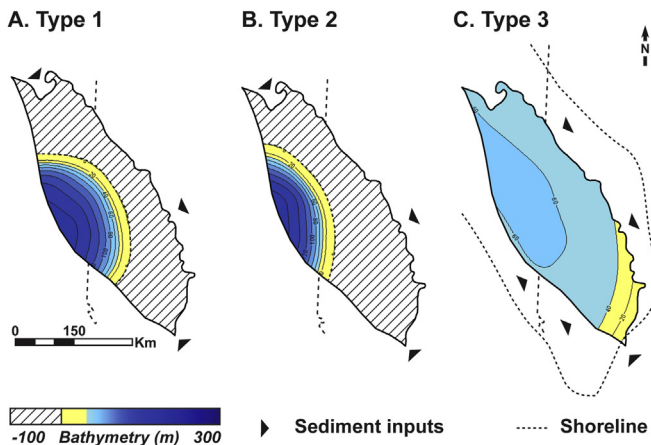 A. Type 1
B. Type 2
C. Type 3
N
0 150
Km
-100 Bathymetry (m) 300
Sediment inputs
Shoreline